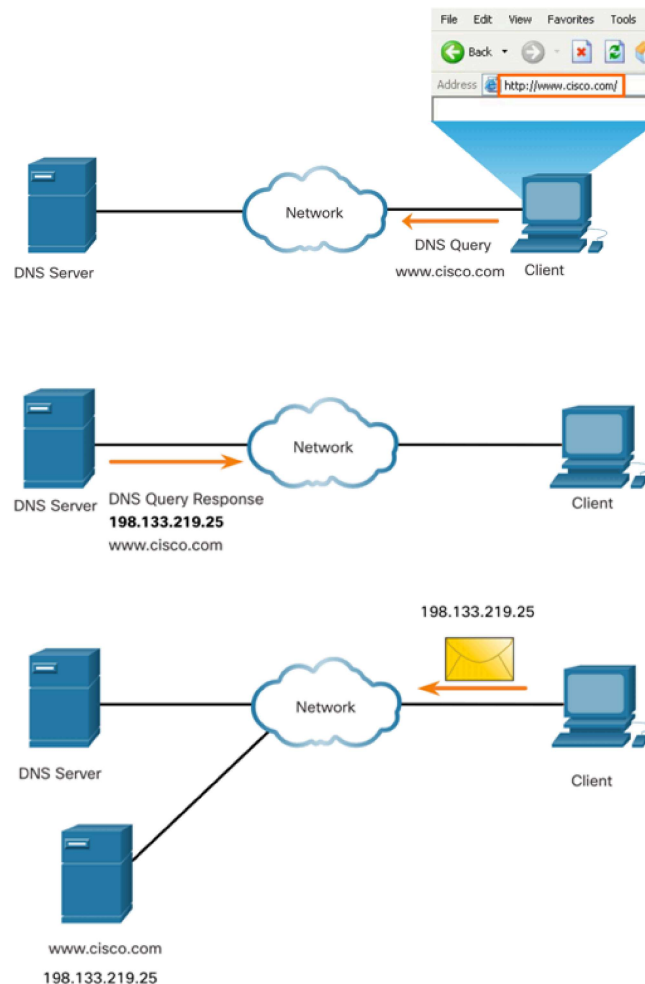 File Edit View Favorites Tools
Back
Address http://www.cisco.com/
Network
DNS Server
DNS Query
www.cisco.com
Client
Network
DNS Server
DNS Query Response
198.133.219.25
www.cisco.com
Client
198.133.219.25
Network
DNS Server
Client
www.cisco.com
198.133.219.25